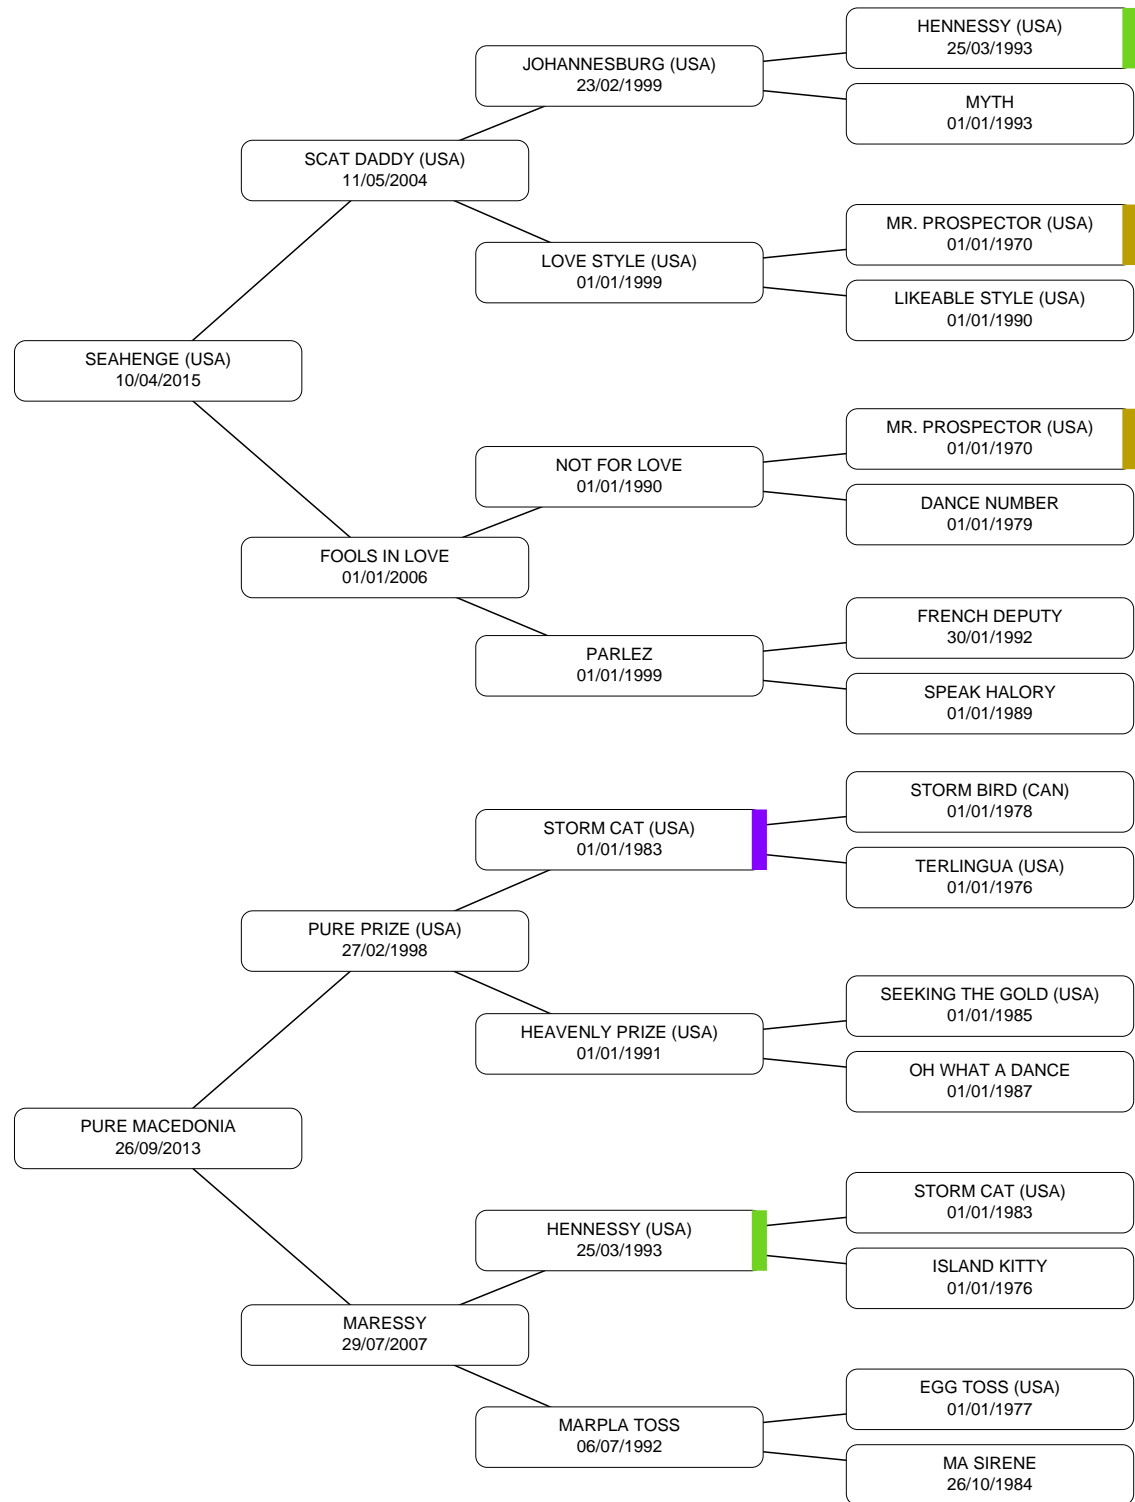 HENNESSY (USA)
25/03/1993
JOHANNESBURG (USA)
23/02/1999
MYTH
01/01/1993
SCAT DADDY (USA)
11/05/2004
MR. PROSPECTOR (USA)
01/01/1970
LOVE STYLE (USA)
01/01/1999
LIKEABLE STYLE (USA)
01/01/1990
SEAHENGE (USA)
10/04/2015
MR. PROSPECTOR (USA)
01/01/1970
NOT FOR LOVE
01/01/1990
DANCE NUMBER
01/01/1979
FOOLS IN LOVE
01/01/2006
FRENCH DEPUTY
30/01/1992
PARLEZ
01/01/1999
SPEAK HALORY
01/01/1989
STORM BIRD (CAN)
01/01/1978
STORM CAT (USA)
01/01/1983
TERLINGUA (USA)
01/01/1976
PURE PRIZE (USA)
27/02/1998
SEEKING THE GOLD (USA)
01/01/1985
HEAVENLY PRIZE (USA)
01/01/1991
OH WHAT A DANCE
01/01/1987
PURE MACEDONIA
26/09/2013
STORM CAT (USA)
01/01/1983
HENNESSY (USA)
25/03/1993
ISLAND KITTY
01/01/1976
MARESSY
29/07/2007
EGG TOSS (USA)
01/01/1977
MARPLA TOSS
06/07/1992
MA SIRENE
26/10/1984